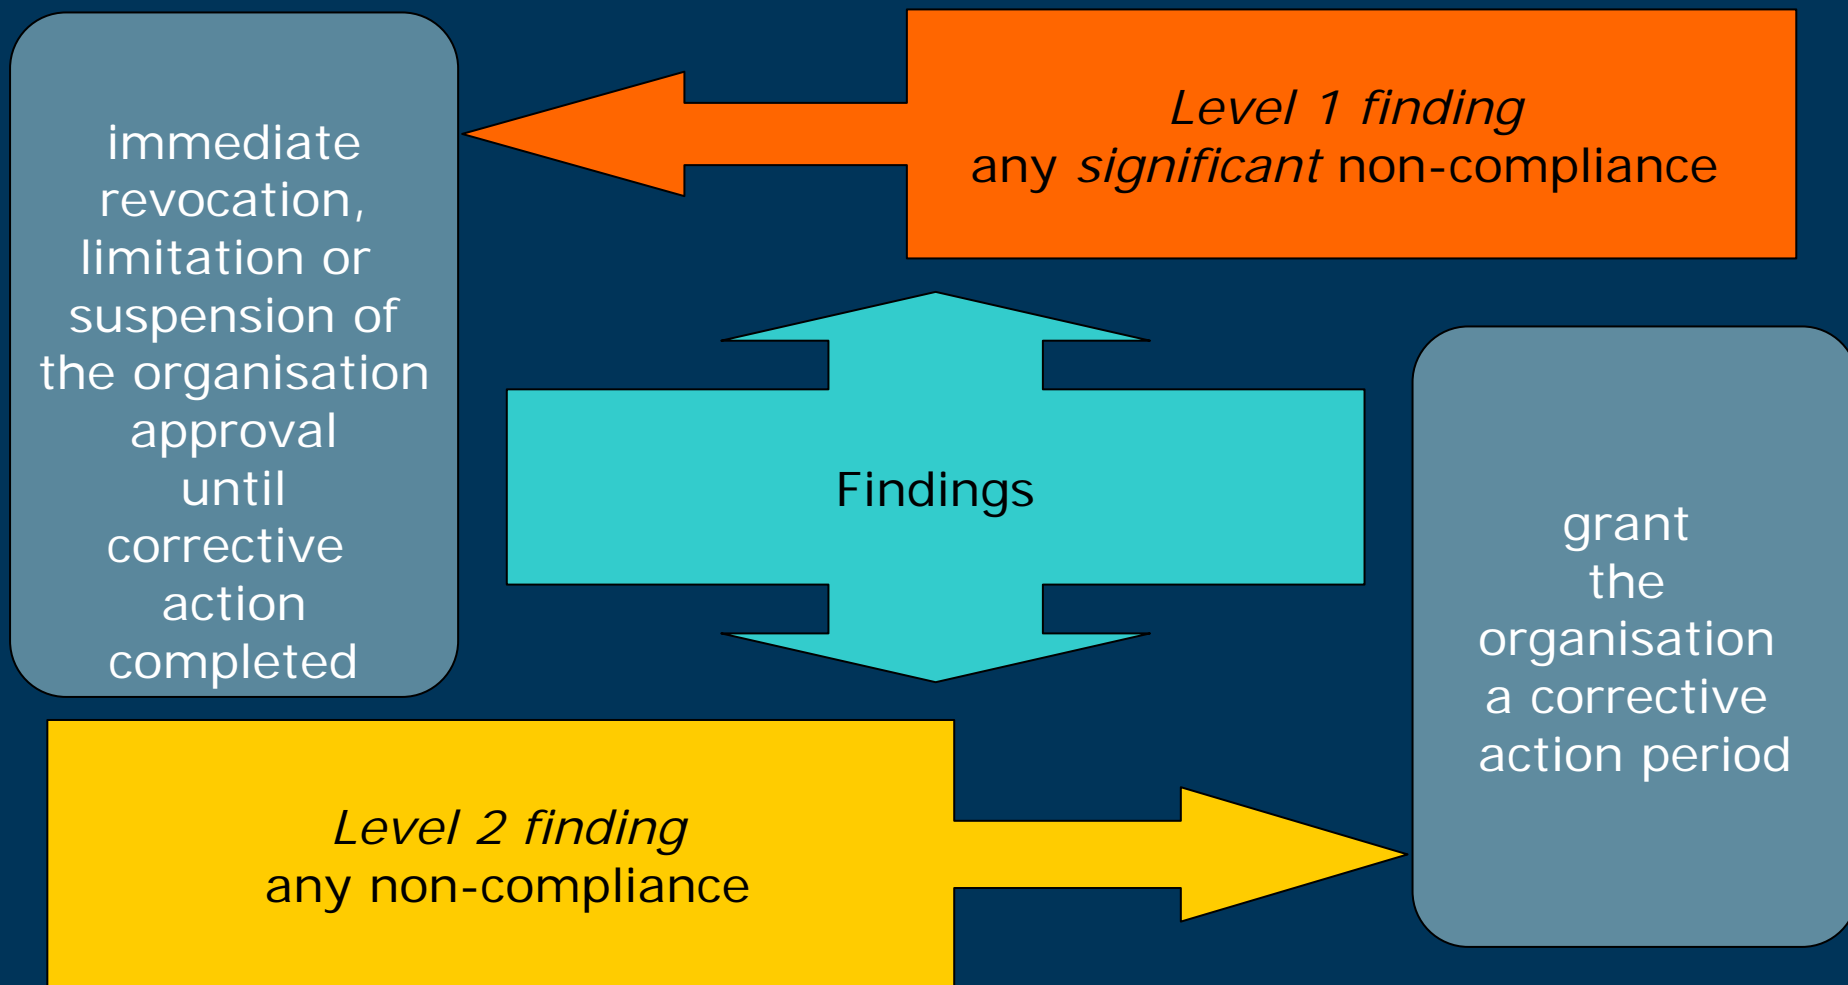 Level 1 finding
any significant non-compliance
immediate
revocation,
limitation or
suspension of
the organisation
approval
until
corrective
action
completed
Findings
grant
the
organisation
a corrective
action period
Level 2 finding
any non-compliance